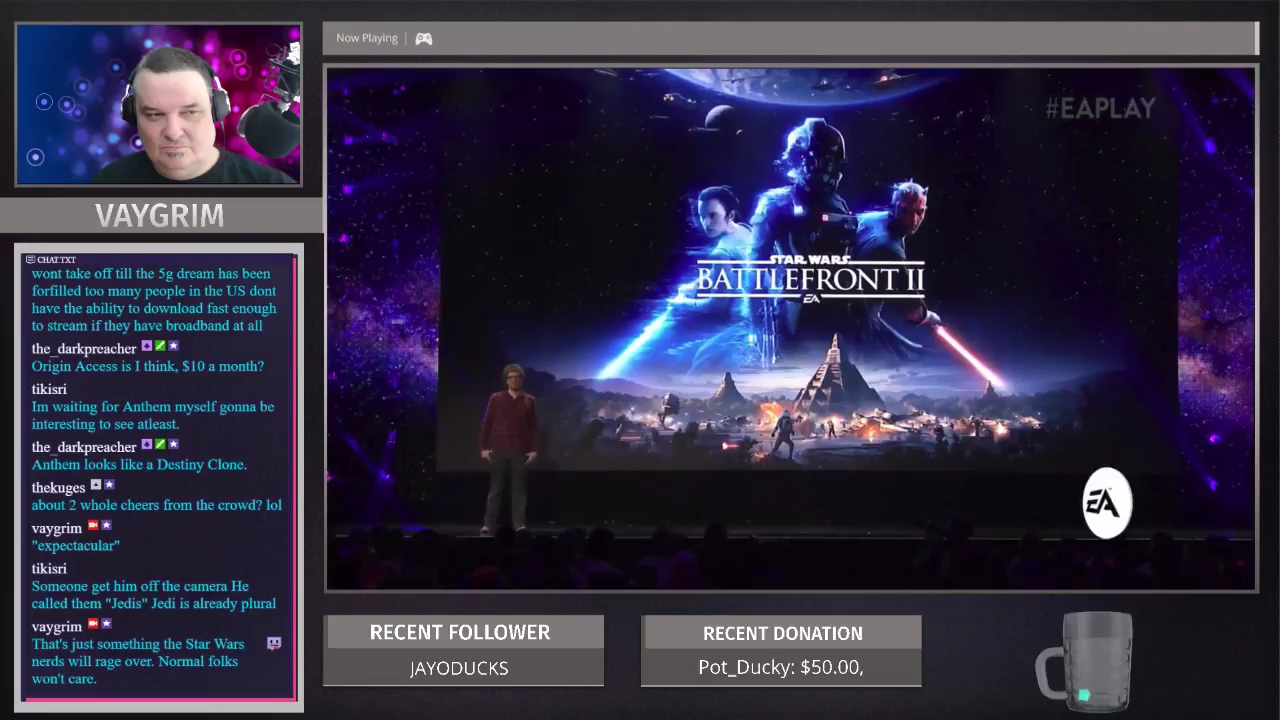 Now Playing
#EAPLAY
STAR WARS
BATTLEFRONT II
EA
EA
VAYGRIM
CHAT.TXT
wont take off till the 5g dream has been
forfilled too many people in the US dont
have the ability to download fast enough
to stream if they have broadband at all
the_darkpreacher
Origin Access is I think, $10 a month?
tikisri
Im waiting for Anthem myself gonna be
interesting to see atleast.
the_darkpreacher
Anthem looks like a Destiny Clone.
thekuges
about 2 whole cheers from the crowd? lol
vaygrim
"expectacular"
tikisri
Someone get him off the camera He
called them "Jedis" Jedi is already plural
vaygrim
That's just something the Star Wars
nerds will rage over. Normal folks
won't care.
RECENT FOLLOWER
JAYODUCKS
RECENT DONATION
Pot_Ducky: $50.00,